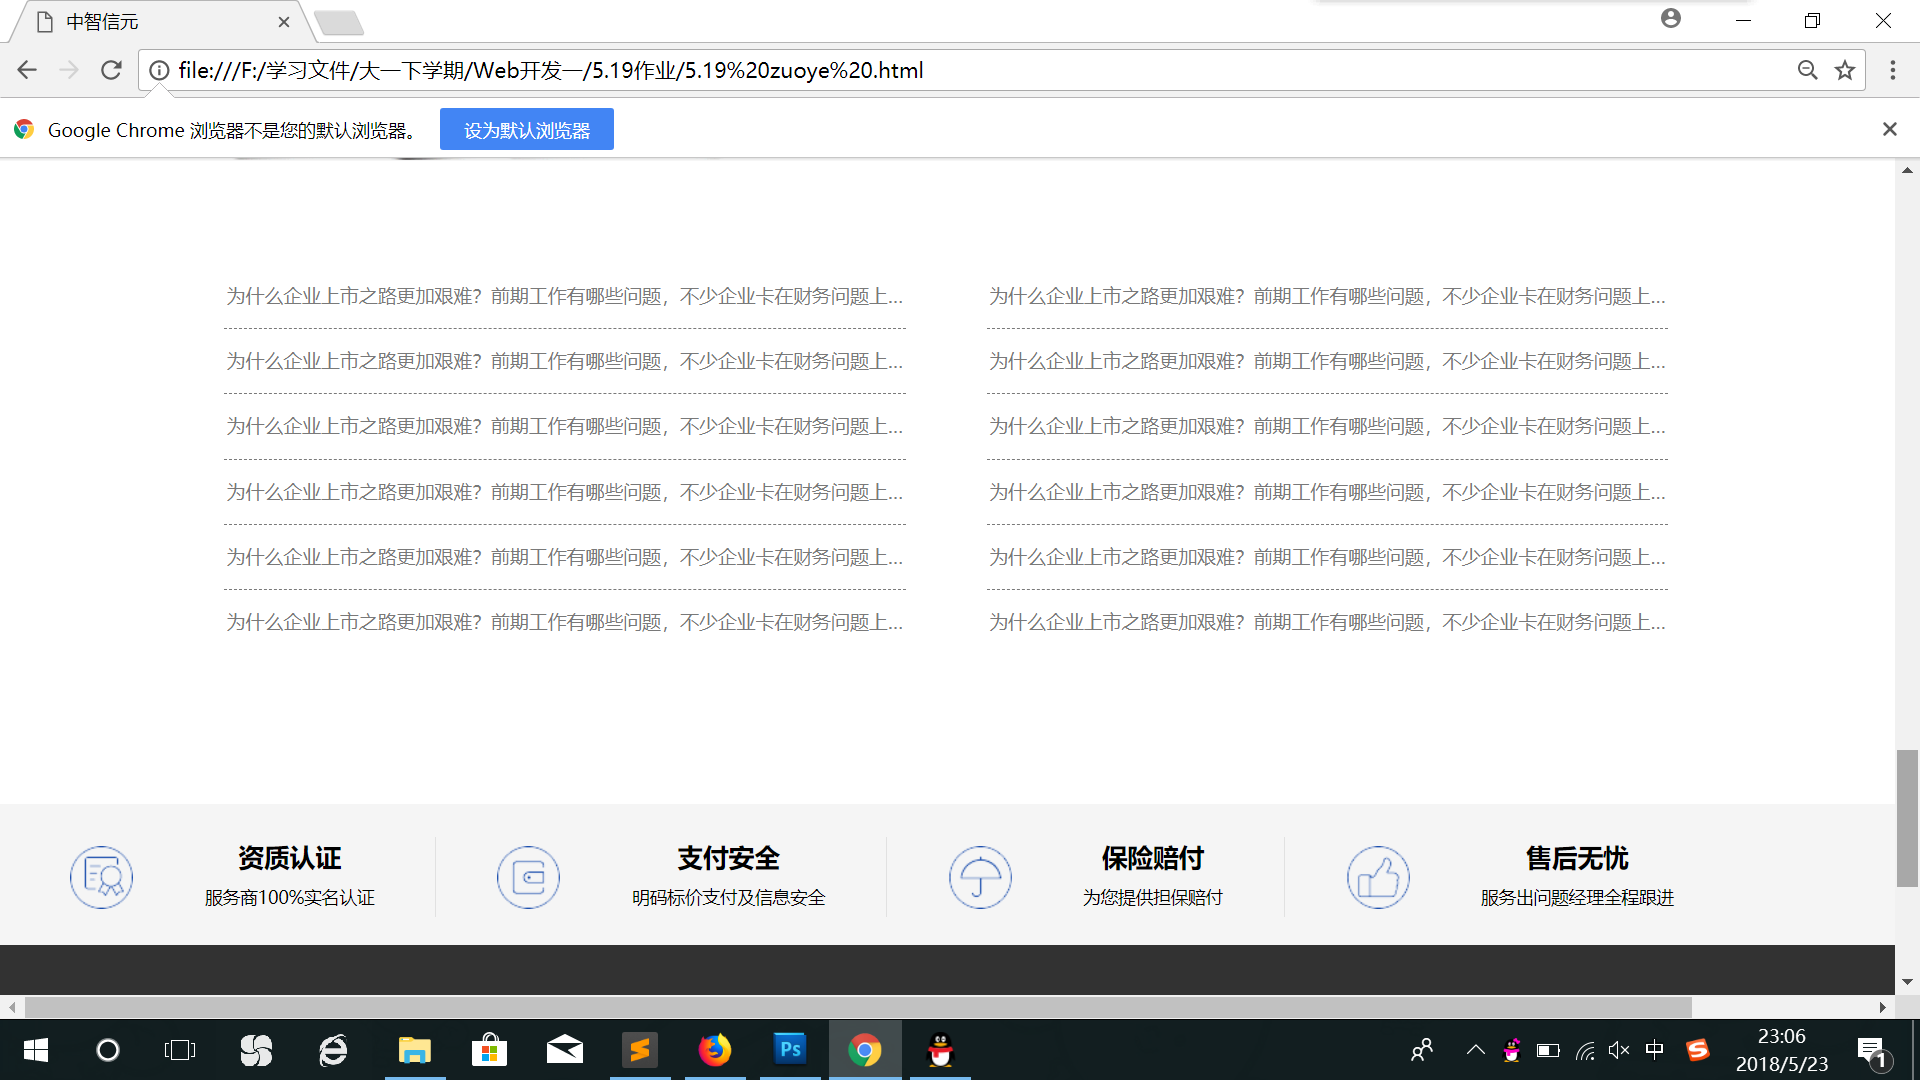 中智信元
file:///F:/学习文件/大一下学期/Web开发一/5.19作业/5.19%20zuoye%20.html
Google Chrome 浏览器不是您的默认浏览器。 设为默认浏览器
为什么企业上市之路更加艰难？前期工作有哪些问题，不少企业卡在财务问题上... 为什么企业上市之路更加艰难？前期工作有哪些问题，不少企业卡在财务问题上...
为什么企业上市之路更加艰难？前期工作有哪些问题，不少企业卡在财务问题上... 为什么企业上市之路更加艰难？前期工作有哪些问题，不少企业卡在财务问题上...
为什么企业上市之路更加艰难？前期工作有哪些问题，不少企业卡在财务问题上... 为什么企业上市之路更加艰难？前期工作有哪些问题，不少企业卡在财务问题上...
为什么企业上市之路更加艰难？前期工作有哪些问题，不少企业卡在财务问题上... 为什么企业上市之路更加艰难？前期工作有哪些问题，不少企业卡在财务问题上...
为什么企业上市之路更加艰难？前期工作有哪些问题，不少企业卡在财务问题上... 为什么企业上市之路更加艰难？前期工作有哪些问题，不少企业卡在财务问题上...
为什么企业上市之路更加艰难？前期工作有哪些问题，不少企业卡在财务问题上... 为什么企业上市之路更加艰难？前期工作有哪些问题，不少企业卡在财务问题上...
资质认证 支付安全 保险赔付 售后无忧
服务商100%实名认证 明码标价支付及信息安全 为您提供担保赔付 服务出问题经理全程跟进
Ps 中 S 23:06
2018/5/23 1